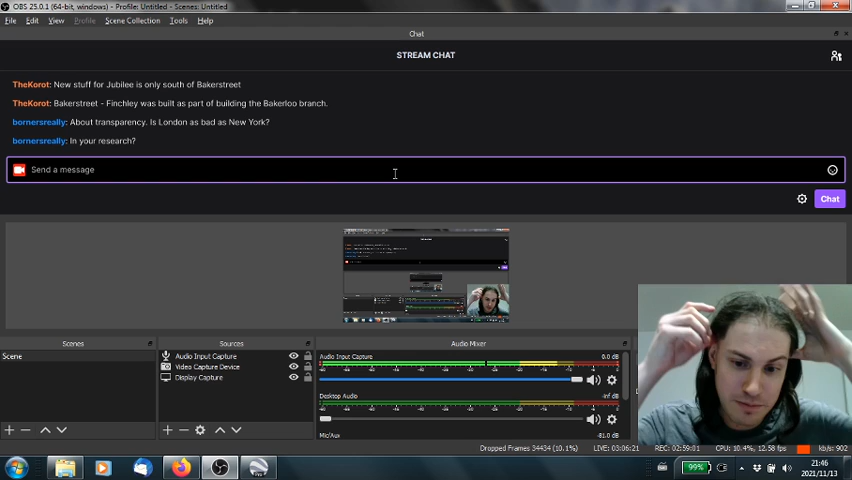 OBS 25.0.1 (64-bit, windows) - Profile: Untitled - Scenes: Untitled
File Edit View Profile Scene Collection Tools Help
Chat
STREAM CHAT
TheKorot: New stuff for Jubilee is only south of Bakerstreet
TheKorot: Bakerstreet - Finchley was built as part of building the Bakerloo branch.
bornersreally: About transparency. Is London as bad as New York?
bornersreally: In your research?
Send a message
Chat
Scenes
Sources
Audio Mixer
Scene
Audio Input Capture
Video Capture Device
Display Capture
Audio Input Capture 0.0 dB
Desktop Audio -inf dB
Mic/Aux -81.0 dB
Dropped Frames 34434 (10.1%) LIVE: 03:06:21 REC: 02:59:01 CPU: 10.4%, 12.58 fps kb/s: 902
99%
21:46
2021/11/13